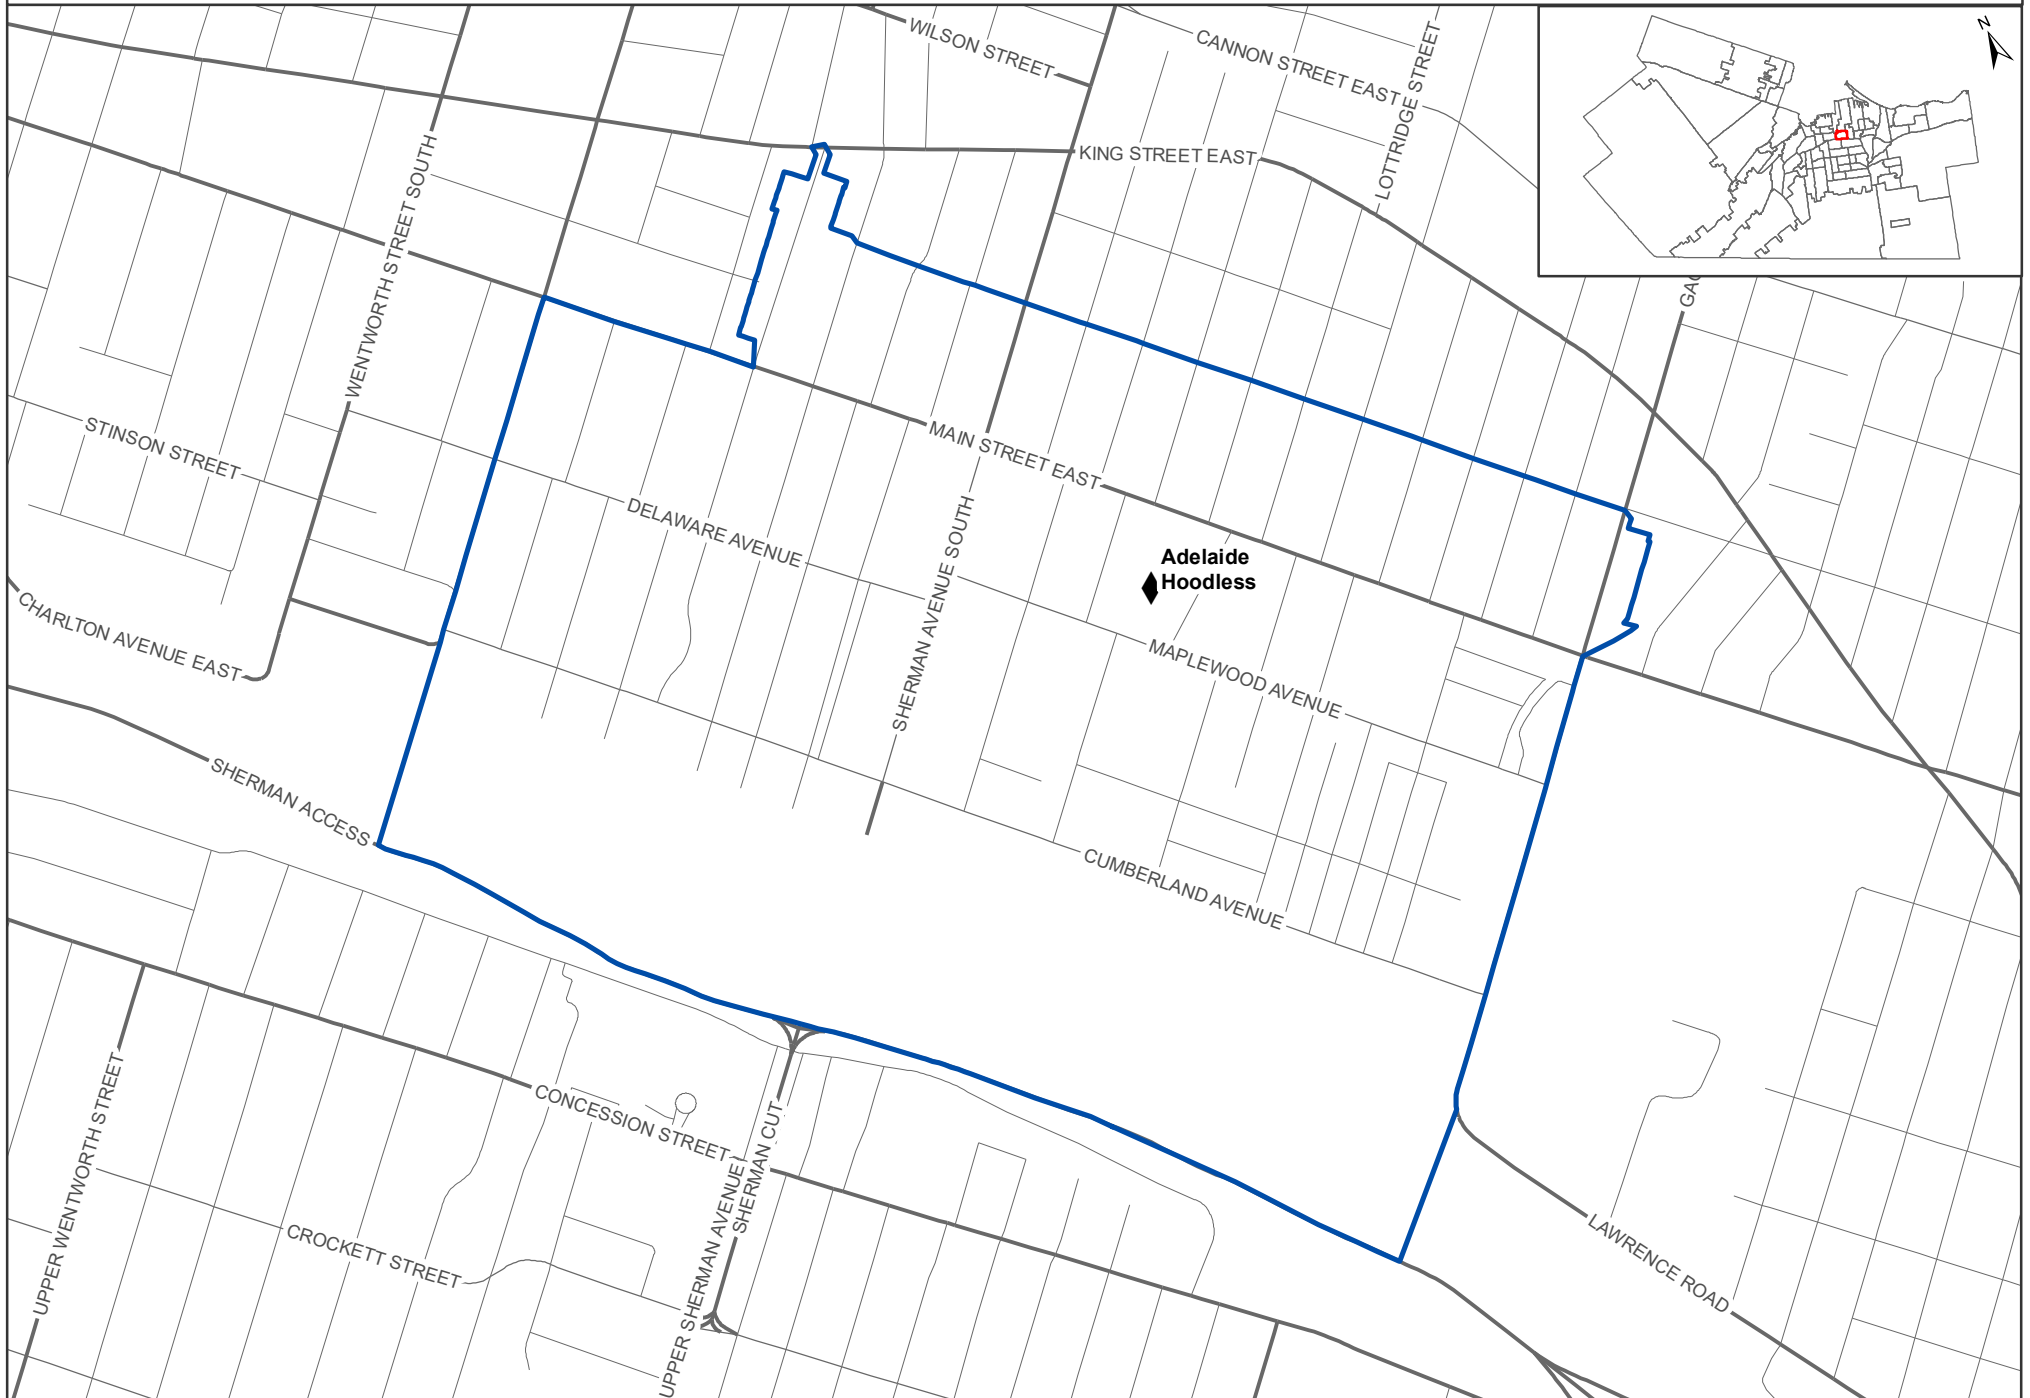 WILSON STREET
CANNON STREET EAST
LOTTRIDGE STREET
N
KING STREET EAST
WENTWORTH STREET SOUTH
GAG
STINSON STREET
MAIN STREET EAST
DELAWARE AVENUE
SHERMAN AVENUE SOUTH
Adelaide
Hoodless
CHARLTON AVENUE EAST
MAPLEWOOD AVENUE
SHERMAN ACCESS
CUMBERLAND AVENUE
UPPER WENTWORTH STREET
CONCESSION STREET
SHERMAN CUT
UPPER SHERMAN AVENUE
CROCKETT STREET
LAWRENCE ROAD